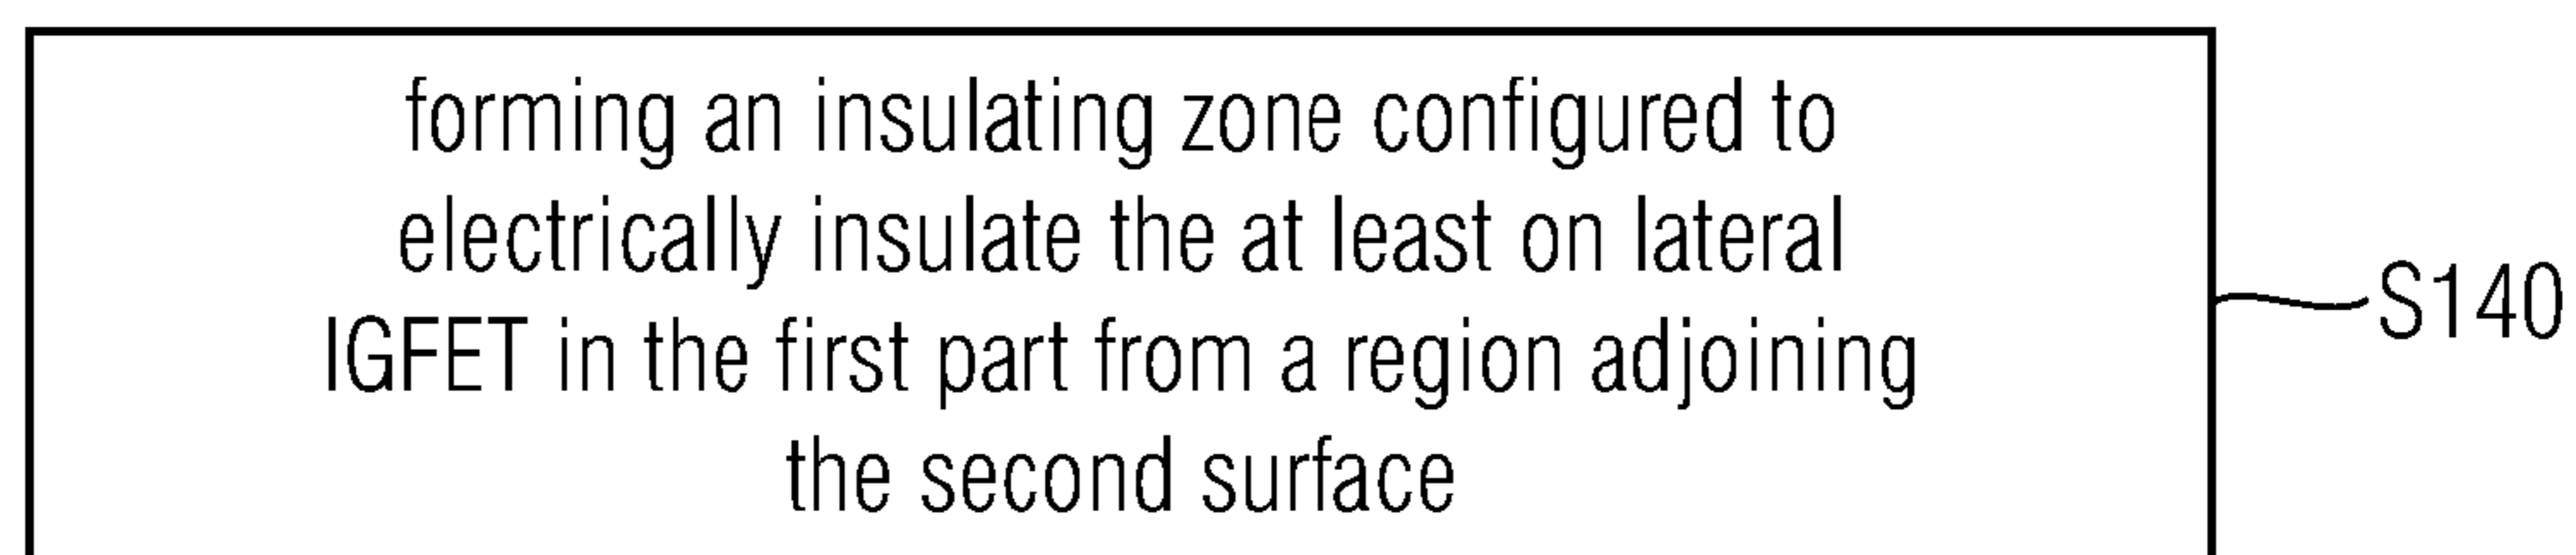 forming an insulating zone configured to
electrically insulate the at least on lateral
IGFET in the first part from a region adjoining
the second surface
S140